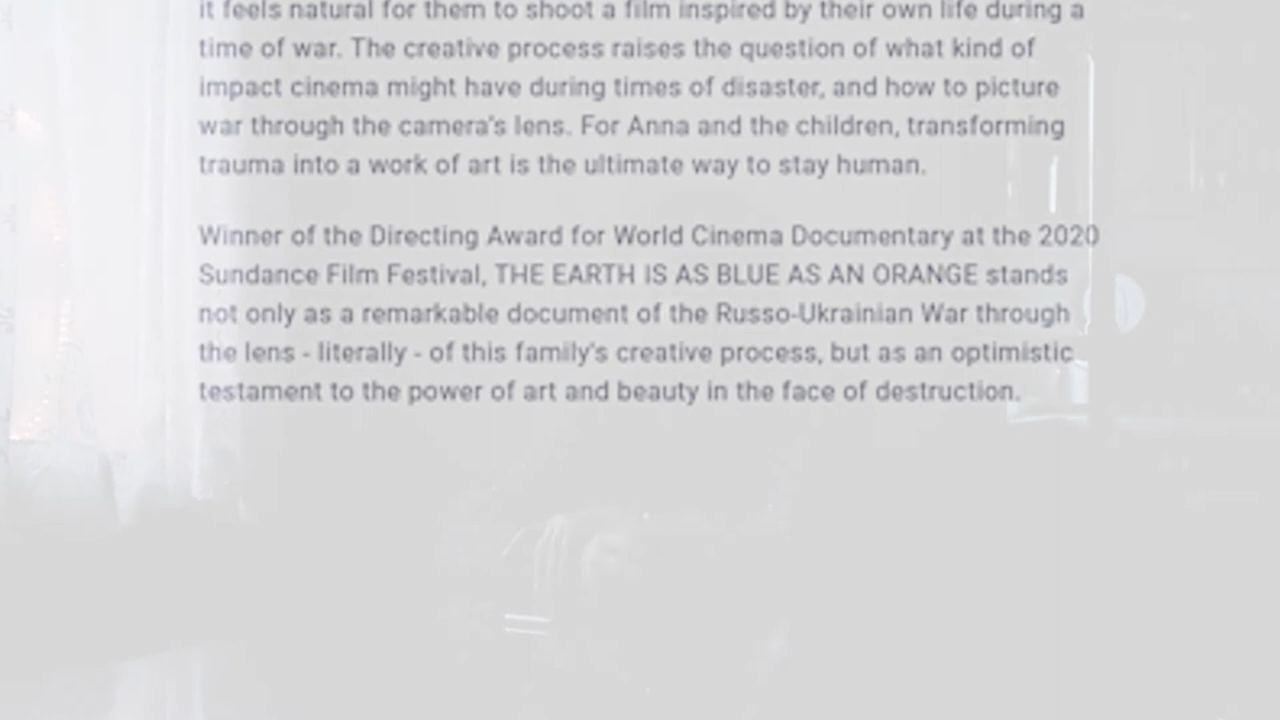 it feels natural for them to shoot a film inspired by their own life during a
time of war. The creative process raises the question of what kind of
impact cinema might have during times of disaster, and how to picture
war through the camera's lens. For Anna and the children, transforming
trauma into a work of art is the ultimate way to stay human.
Winner of the Directing Award for World Cinema Documentary at the 2020
Sundance Film Festival, THE EARTH IS AS BLUE AS AN ORANGE stands
not only as a remarkable document of the Russo-Ukrainian War through
the lens - literally - of this family's creative process, but as an optimistic
testament to the power of art and beauty in the face of destruction.